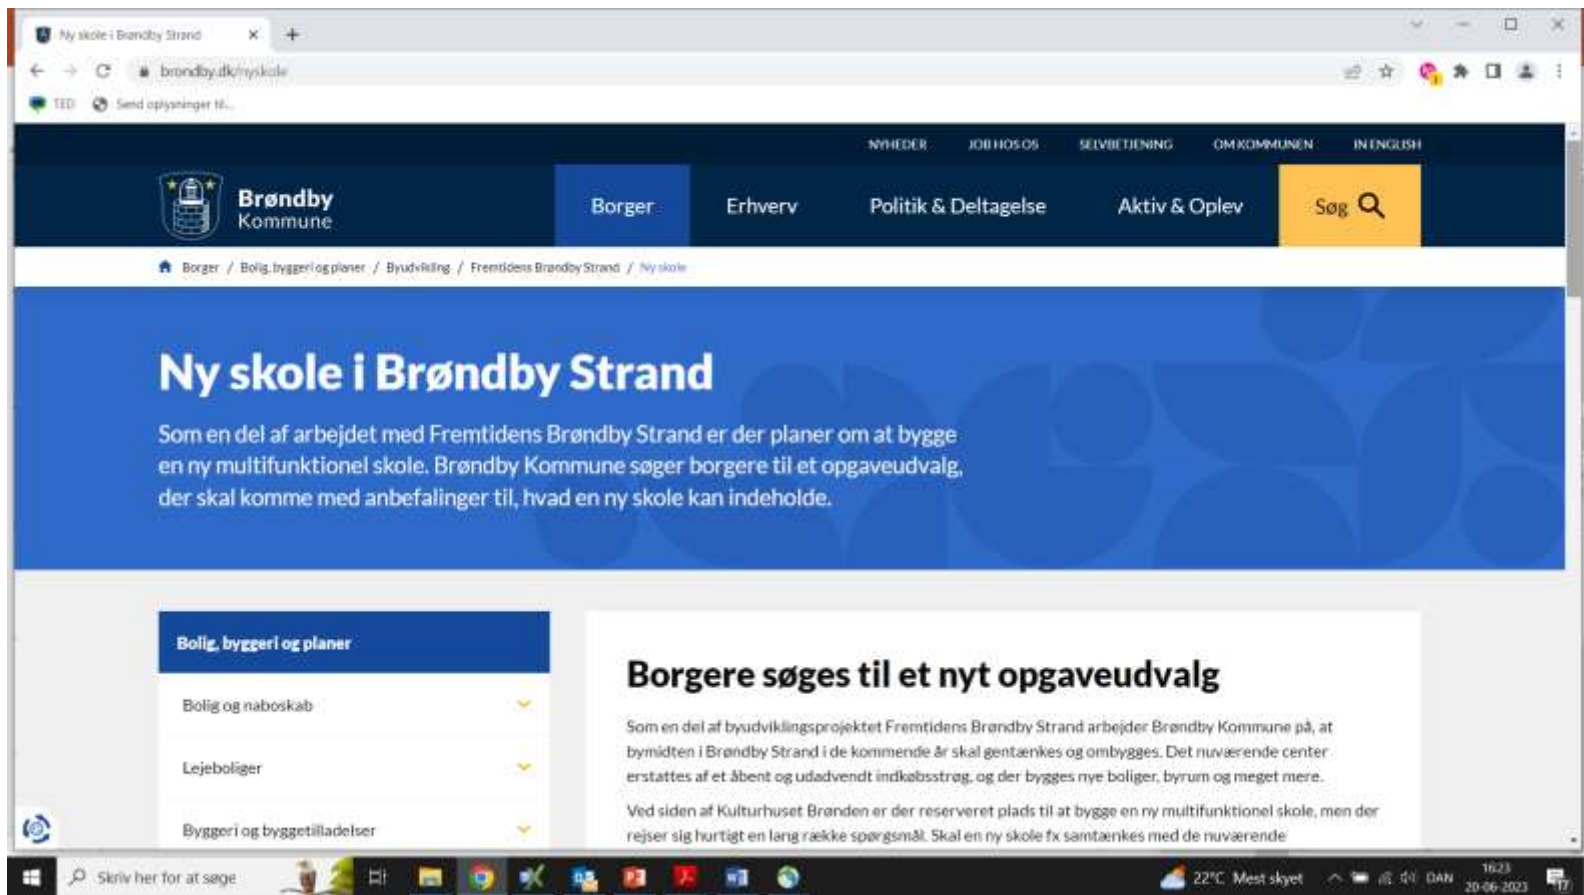 Ny skole i Brøndby Strand
brondby.dk/nyskole
TED Send oplysninger til...
NYHEDER JOB HOS OS SELVBETJENING OM KOMMUNEN IN ENGLISH
Brøndby
Kommune
Borger Erhverv Politik & Deltagelse Aktiv & Oplev Søg
Borger / Bolig, byggeri og planer / Byudvikling / Fremtidens Brøndby Strand / Ny skole
Ny skole i Brøndby Strand
Som en del af arbejdet med Fremtidens Brøndby Strand er der planer om at bygge
en ny multifunktionel skole. Brøndby Kommune søger borgere til et opgaveudvalg,
der skal komme med anbefalinger til, hvad en ny skole kan indeholde.
Bolig, byggeri og planer
Bolig og naboskab
Lejeboliger
Byggeri og byggetilladelser
Borgere søges til et nyt opgaveudvalg
Som en del af byudviklingsprojektet Fremtidens Brøndby Strand arbejder Brøndby Kommune på, at
bymidten i Brøndby Strand i de kommende år skal gentænkes og ombygges. Det nuværende center
erstattes af et åbent og udadvendt indkøbsstrøg, og der bygges nye boliger, byrum og meget mere.
Ved siden af Kulturhuset Brønden er der reserveret plads til at bygge en ny multifunktionel skole, men der
rejser sig hurtigt en lang række spørgsmål. Skal en ny skole fx samtænkes med de nuværende
Skriv her for at søge
22°C Mest skyet DAN
16:23
20-06-2023
17